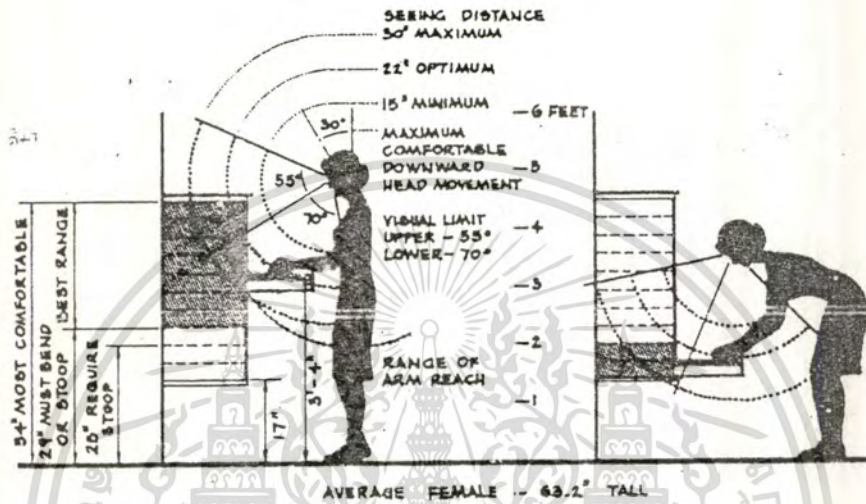 SEEING DISTANCE
30" MAXIMUM
22" OPTIMUM
15" MINIMUM
6 FEET
30°
MAXIMUM
COMFORTABLE
DOWNWARD
HEAD MOVEMENT
5
55°
70°
VISUAL LIMIT
UPPER - 55°
LOWER - 70°
4
3
2
RANGE OF
ARM REACH
1
54" MOST COMFORTABLE
29" MUST BEND
OR STOOP
BEST RANGE
25" REQUIRE
STOOP
17"
3'-4"
AVERAGE FEMALE - 63.2" TALL